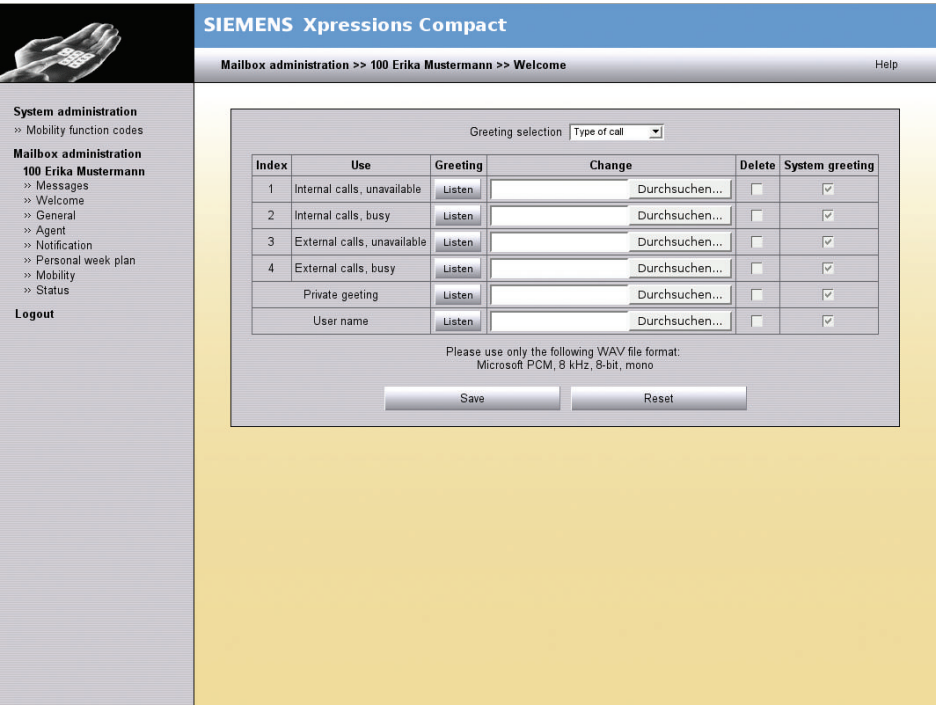 SIEMENS Xpressions Compact
Mailbox administration >> 100 Erika Mustermann >> Welcome Help
System administration
» Mobility function codes
Mailbox administration
100 Erika Mustermann
» Messages
» Welcome
» General
» Agent
» Notification
» Personal week plan
» Mobility
» Status
Logout
Greeting selection Type of call
Index Use Greeting Change Delete System greeting
1 Internal calls, unavailable Listen Durchsuchen...
2 Internal calls, busy Listen Durchsuchen...
3 External calls, unavailable Listen Durchsuchen...
4 External calls, busy Listen Durchsuchen...
Private geeting Listen Durchsuchen...
User name Listen Durchsuchen...
Please use only the following WAV file format:
Microsoft PCM, 8 kHz, 8-bit, mono
Save Reset